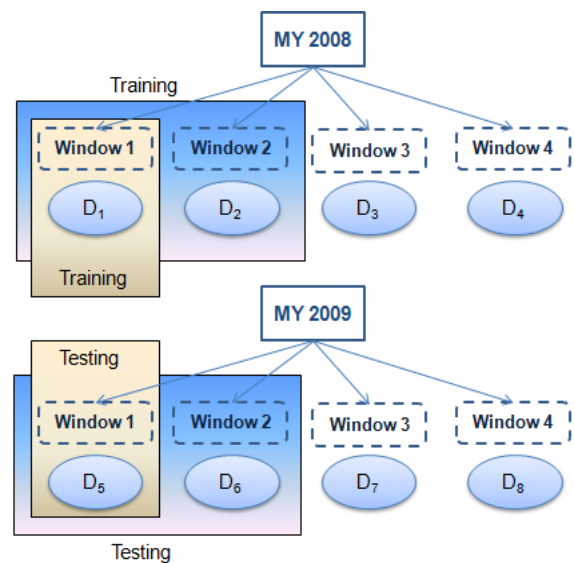 MY 2008
Training
Window 1 Window 2 Window 3 Window 4
D₁ D₂ D₃ D₄
Training
MY 2009
Testing
Window 1 Window 2 Window 3 Window 4
D₅ D₆ D₇ D₈
Testing